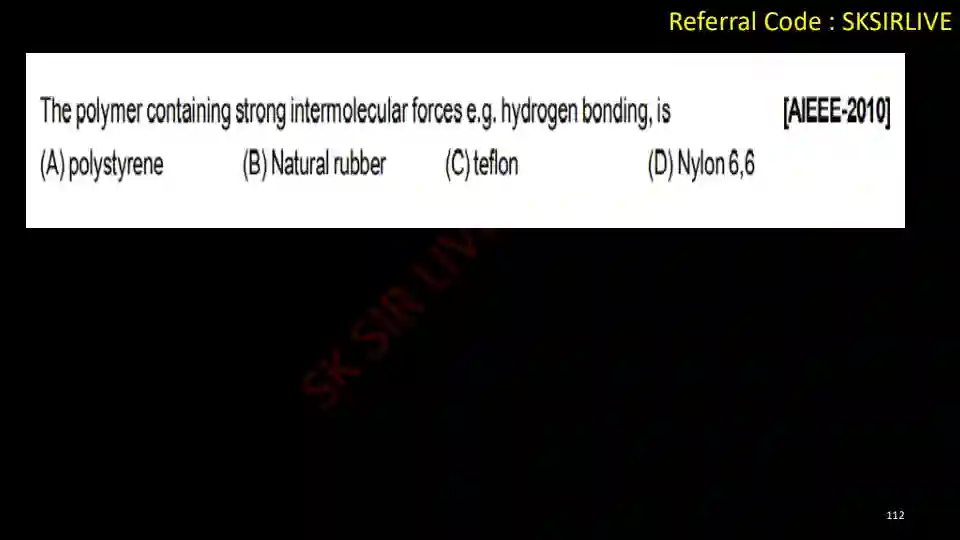 Referral Code : SKSIRLIVE
The polymer containing strong intermolecular forces e.g. hydrogen bonding, is [AIEEE-2010]
(A) polystyrene (B) Natural rubber (C) teflon (D) Nylon 6,6
SK SIR LIVE
112